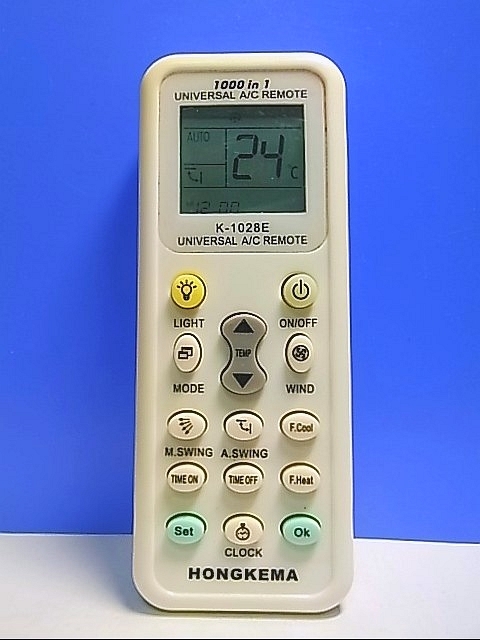 1000 in 1
UNIVERSAL A/C REMOTE
AUTO
24 C
12 00
K-1028E
UNIVERSAL A/C REMOTE
LIGHT ON/OFF
TEMP
MODE WIND
F.Cool
M.SWING A.SWING
TIME ON TIME OFF F.Heat
Set Ok
CLOCK
HONGKEMA